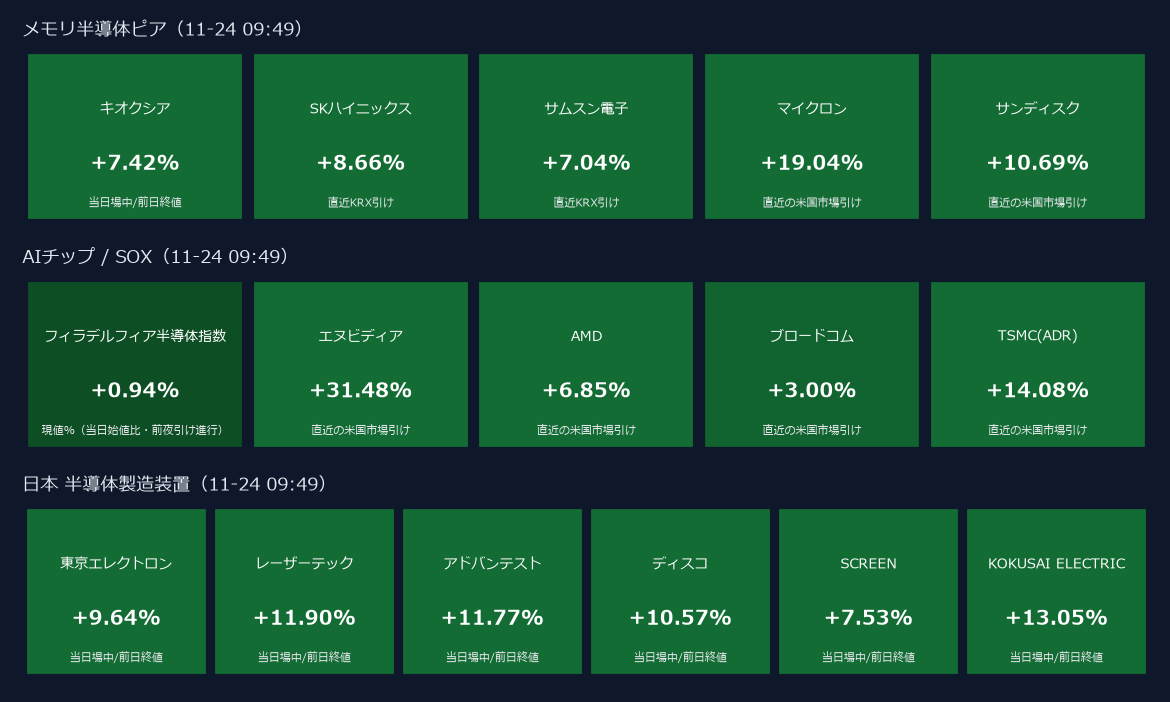 メモリ半導体ピア（11-24 09:49）
キオクシア
+7.42%
当日場中/前日終値
SKハイニックス
+8.66%
直近KRX引け
サムスン電子
+7.04%
直近KRX引け
マイクロン
+19.04%
直近の米国市場引け
サンディスク
+10.69%
直近の米国市場引け
AIチップ / SOX（11-24 09:49）
フィラデルフィア半導体指数
+0.94%
現値%（当日始値比・前夜引け進行）
エヌビディア
+31.48%
直近の米国市場引け
AMD
+6.85%
直近の米国市場引け
ブロードコム
+3.00%
直近の米国市場引け
TSMC(ADR)
+14.08%
直近の米国市場引け
日本 半導体製造装置（11-24 09:49）
東京エレクトロン
+9.64%
当日場中/前日終値
レーザーテック
+11.90%
当日場中/前日終値
アドバンテスト
+11.77%
当日場中/前日終値
ディスコ
+10.57%
当日場中/前日終値
SCREEN
+7.53%
当日場中/前日終値
KOKUSAI ELECTRIC
+13.05%
当日場中/前日終値